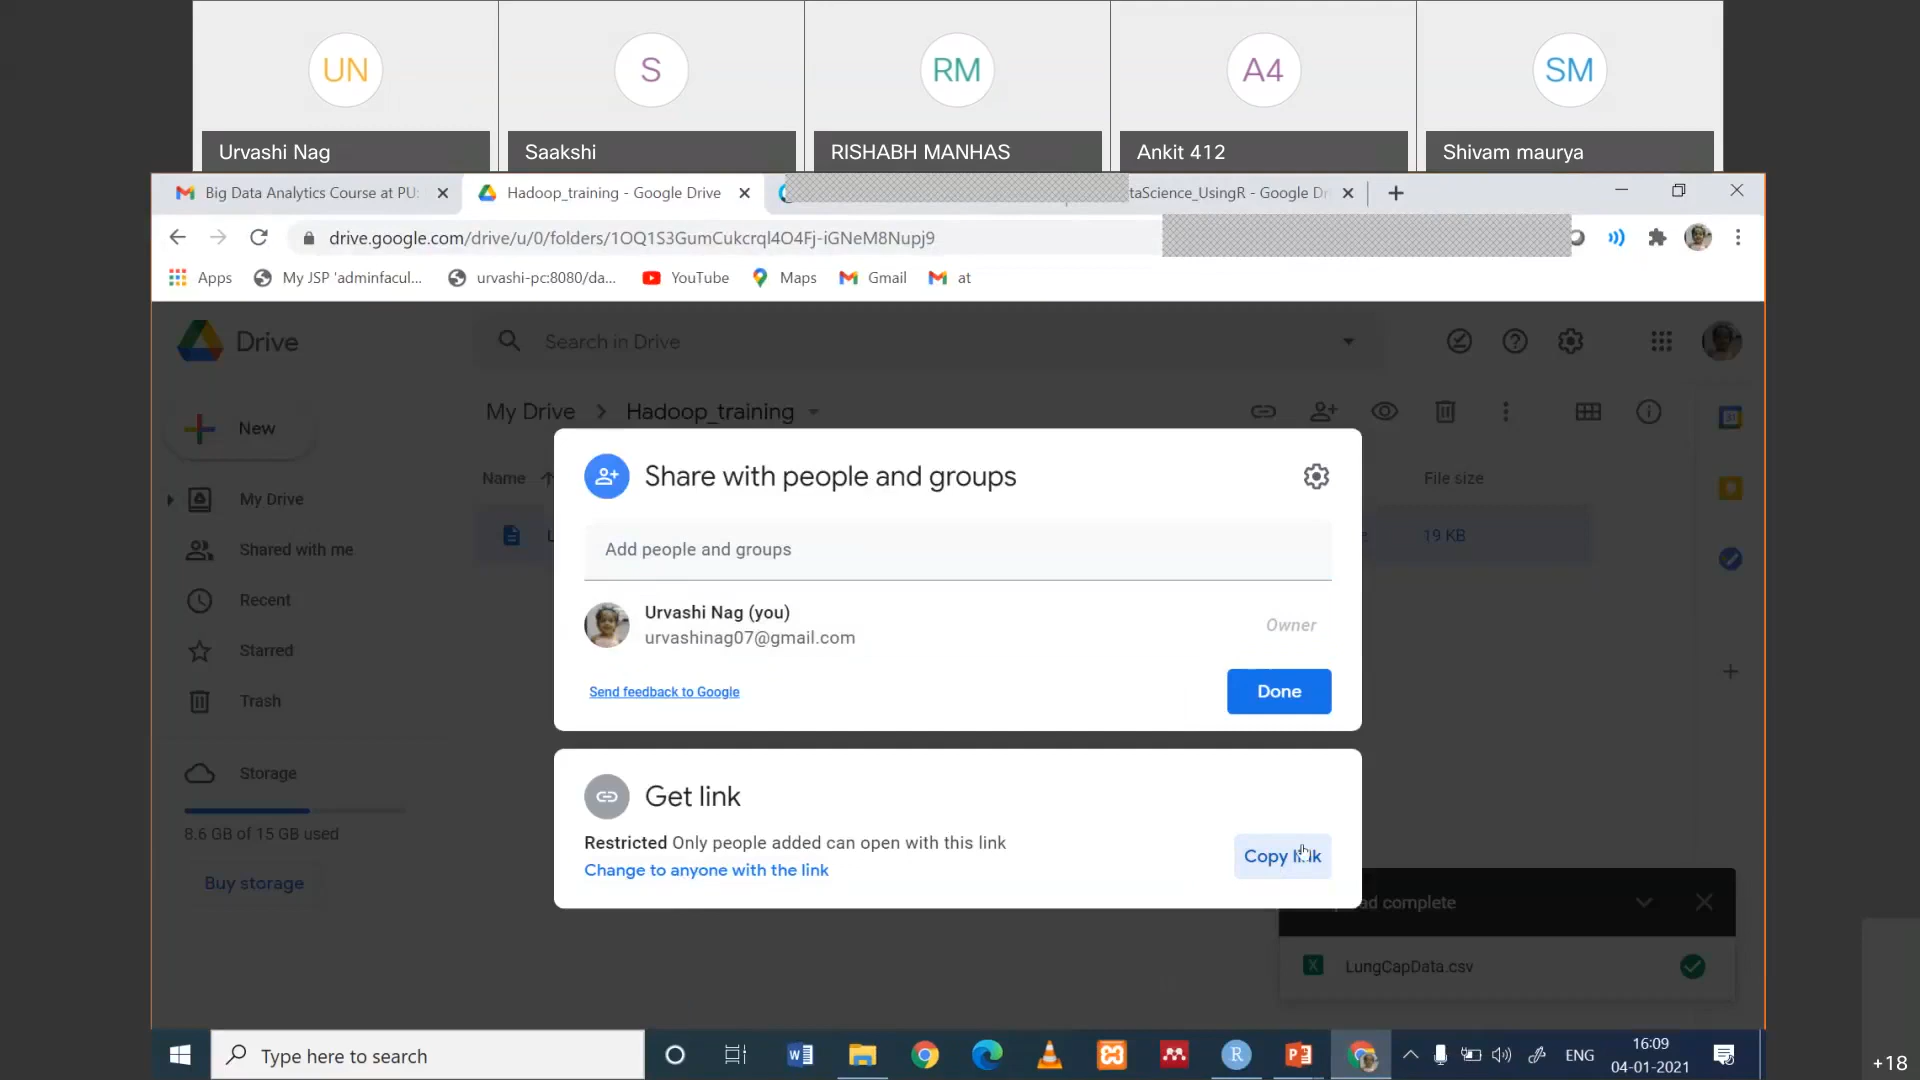 UN
S
RM
A4
SM
Urvashi Nag
Saakshi
RISHABH MANHAS
Ankit 412
Shivam maurya
Big Data Analytics Course at PU:
Hadoop_training - Google Drive
taScience_UsingR - Google Dr
drive.google.com/drive/u/0/folders/1OQ1S3GumCukcrql4O4Fj-iGNeM8Nupj9
Apps
My JSP 'adminfacul...
urvashi-pc:8080/da...
YouTube
Maps
Gmail
at
Drive
Search in Drive
New
My Drive
Hadoop_training
Name
File size
My Drive
Shared with me
Recent
Starred
Trash
Storage
8.6 GB of 15 GB used
Buy storage
19 KB
Share with people and groups
Add people and groups
Urvashi Nag (you)
urvashinag07@gmail.com
Owner
Send feedback to Google
Done
Get link
Restricted Only people added can open with this link
Change to anyone with the link
Copy link
ad complete
LungCapData.csv
31
Type here to search
ENG
16:09
04-01-2021
+18